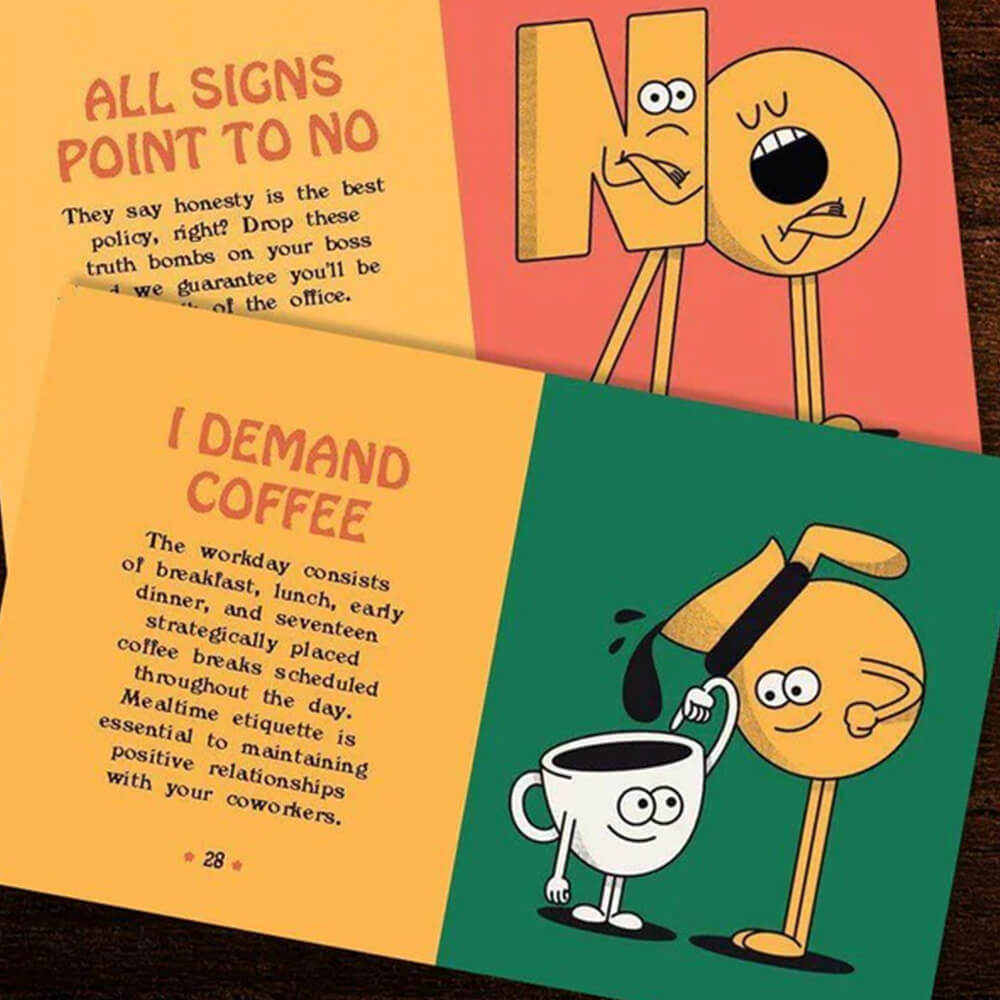 ALL SIGNS
POINT TO NO
They say honesty is the best
policy, right? Drop these
truth bombs on your boss
we guarantee you'll be
of the office.
NO
I DEMAND
COFFEE
The workday consists
of breakfast, lunch, early
dinner, and seventeen
strategically placed
coffee breaks scheduled
throughout the day.
Mealtime etiquette is
essential to maintaining
positive relationships
with your coworkers.
28